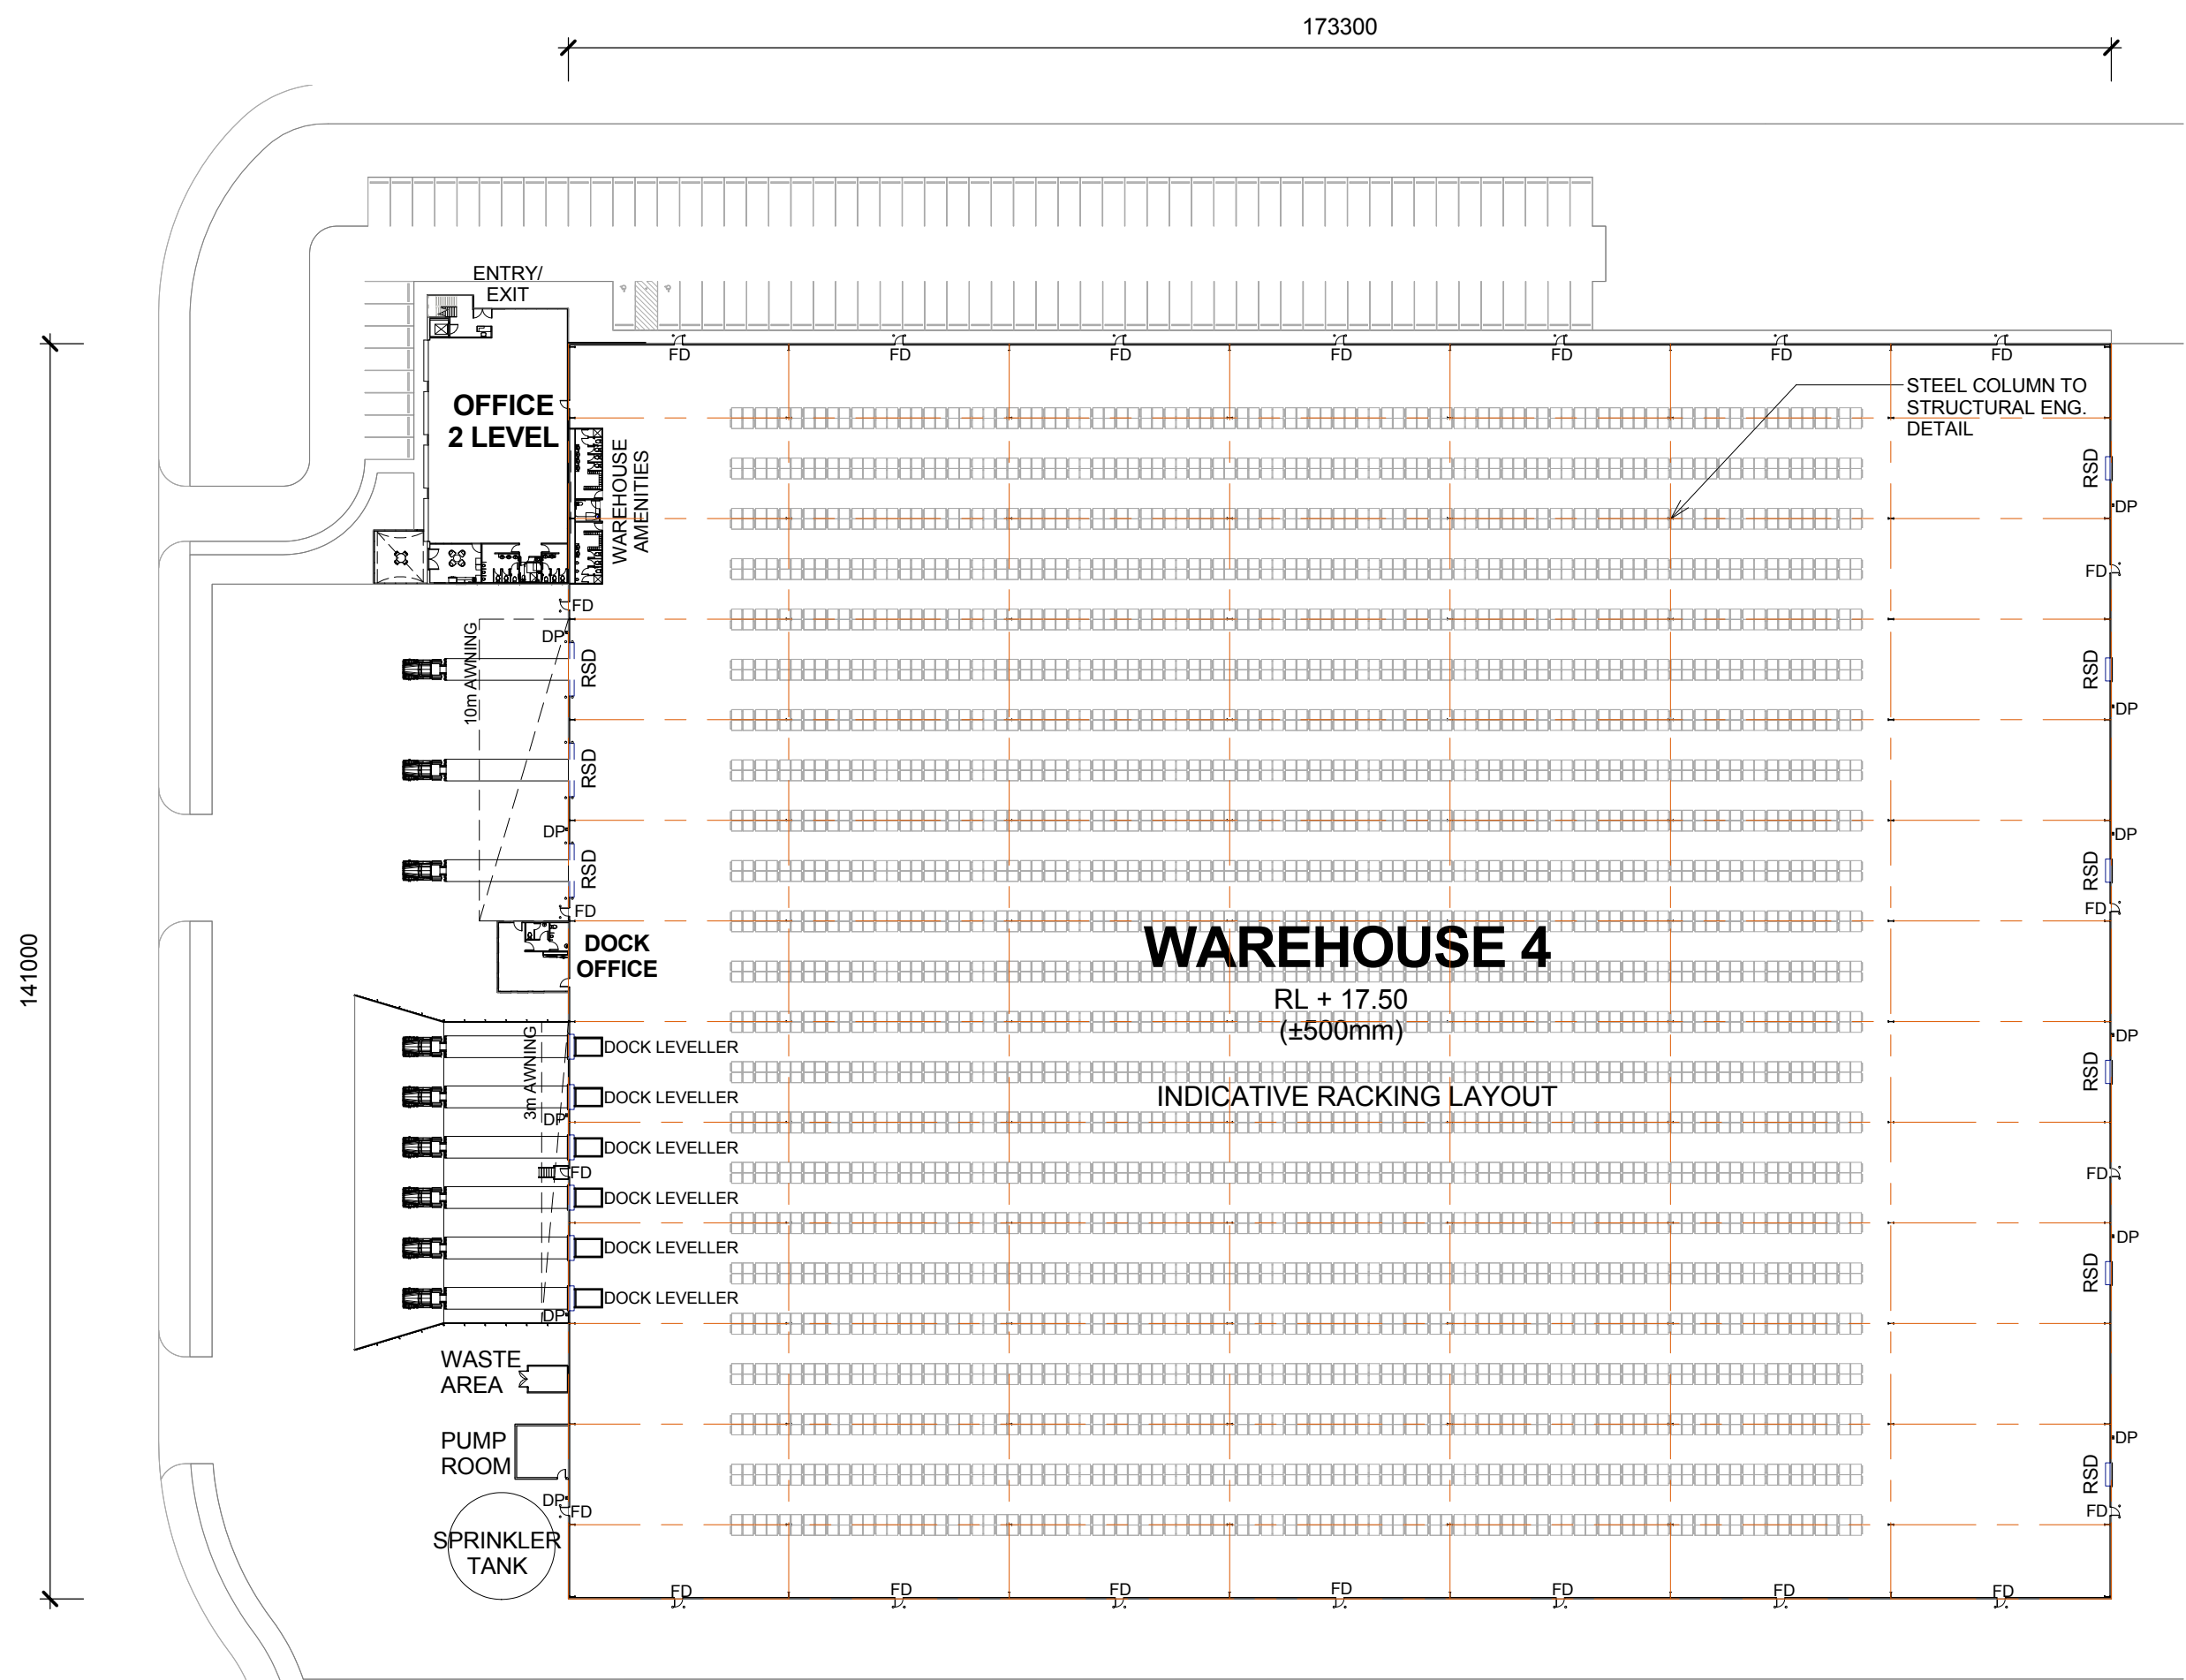 173300
ENTRY/
EXIT
FD
FD
FD
FD
FD
FD
FD
STEEL COLUMN TO
STRUCTURAL ENG.
DETAIL
OFFICE
2 LEVEL
WAREHOUSE
AMENITIES
RSD
DP
FD
FD
DP
10m AWNING
RSD
RSD
DP
RSD
DP
RSD
DP
RSD
RSD
FD
FD
141000
DOCK
OFFICE
WAREHOUSE 4
RL + 17.50
(±500mm)
INDICATIVE RACKING LAYOUT
3m AWNING
DOCK LEVELLER
DP
RSD
DOCK LEVELLER
DP
DOCK LEVELLER
FD
FD
DOCK LEVELLER
DP
DOCK LEVELLER
RSD
DOCK LEVELLER
DP
WASTE
AREA
PUMP
ROOM
DP
RSD
DP
FD
FD
SPRINKLER
TANK
FD
FD
FD
FD
FD
FD
FD